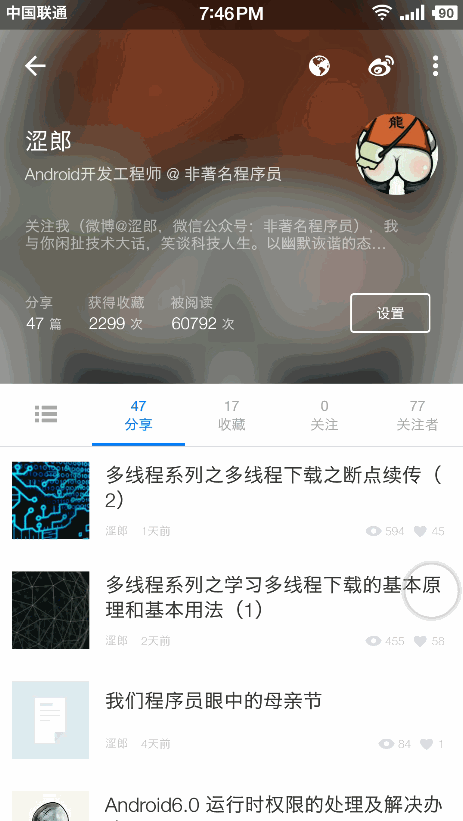 中国联通 7:46PM 90
龍
涩郎
Android开发工程师 @ 非著名程序员
关注我（微博@涩郎，微信公众号：非著名程序员），我
与你闲扯技术大话，笑谈科技人生。以幽默诙谐的态...
分享 获得收藏 被阅读
47 篇 2299 次 60792 次
设置
47 17 0 77
分享 收藏 关注 关注者
多线程系列之多线程下载之断点续传（
2）
涩郎 1天前 594 45
多线程系列之学习多线程下载的基本原
理和基本用法（1）
涩郎 2天前 455 58
我们程序员眼中的母亲节
涩郎 4天前 84 1
Android6.0 运行时权限的处理及解决办